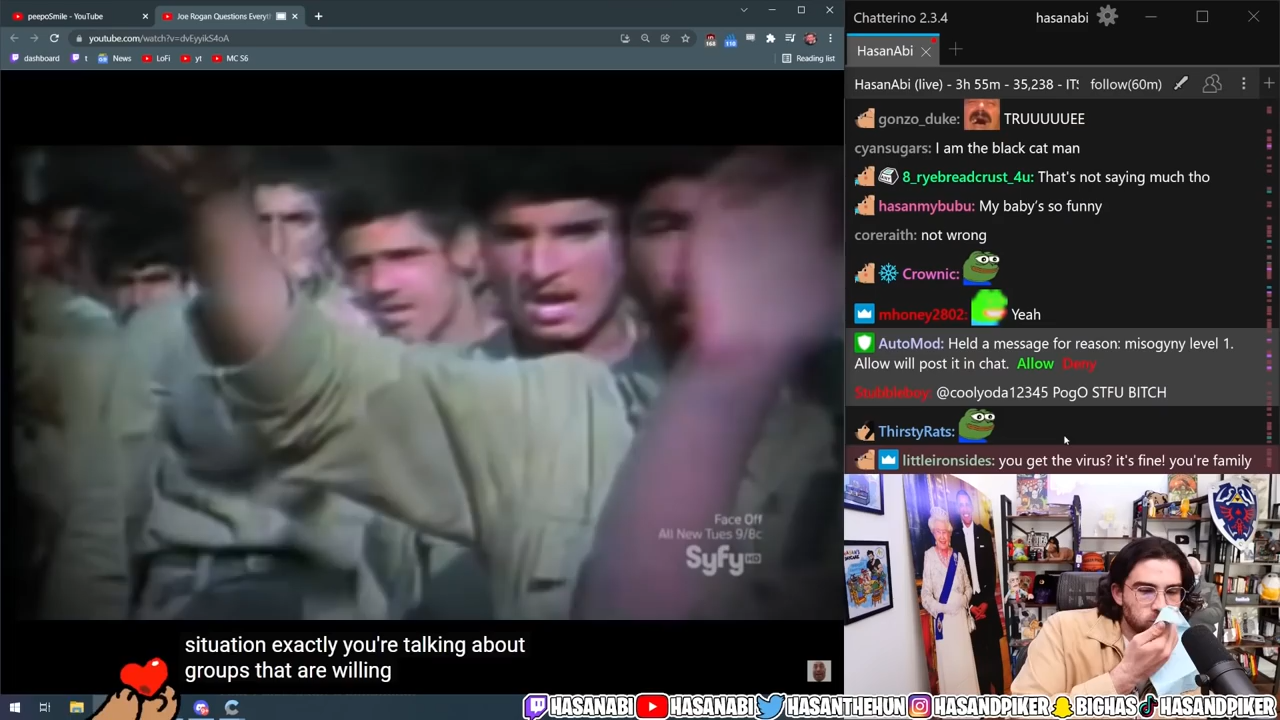 peepoSmile - YouTube
Joe Rogan Questions Everyth
youtube.com/watch?v=dvEyyikS4oA
168
118
dashboard
t
News
LoFi
yt
MC S6
Reading list
Face Off
All New Tues 9/8c
Syfy HD
situation exactly you're talking about
groups that are willing
Chatterino 2.3.4
hasanabi
HasanAbi
HasanAbi (live) - 3h 55m - 35,238 - IT
follow(60m)
gonzo_duke: TRUUUUUEE
cyansugars: I am the black cat man
8_ryebreadcrust_4u: That's not saying much tho
hasanmybubu: My baby's so funny
coreraith: not wrong
Crownic:
mhoney2802: Yeah
AutoMod: Held a message for reason: misogyny level 1.
Allow will post it in chat. Allow Deny
Stubbleboy: @coolyoda12345 PogO STFU BITCH
ThirstyRats:
littleironsides: you get the virus? it's fine! you're family
HASANABI HASANABI HASANTHEHUN HASANDPIKER BIGHAS HASANDPIKER